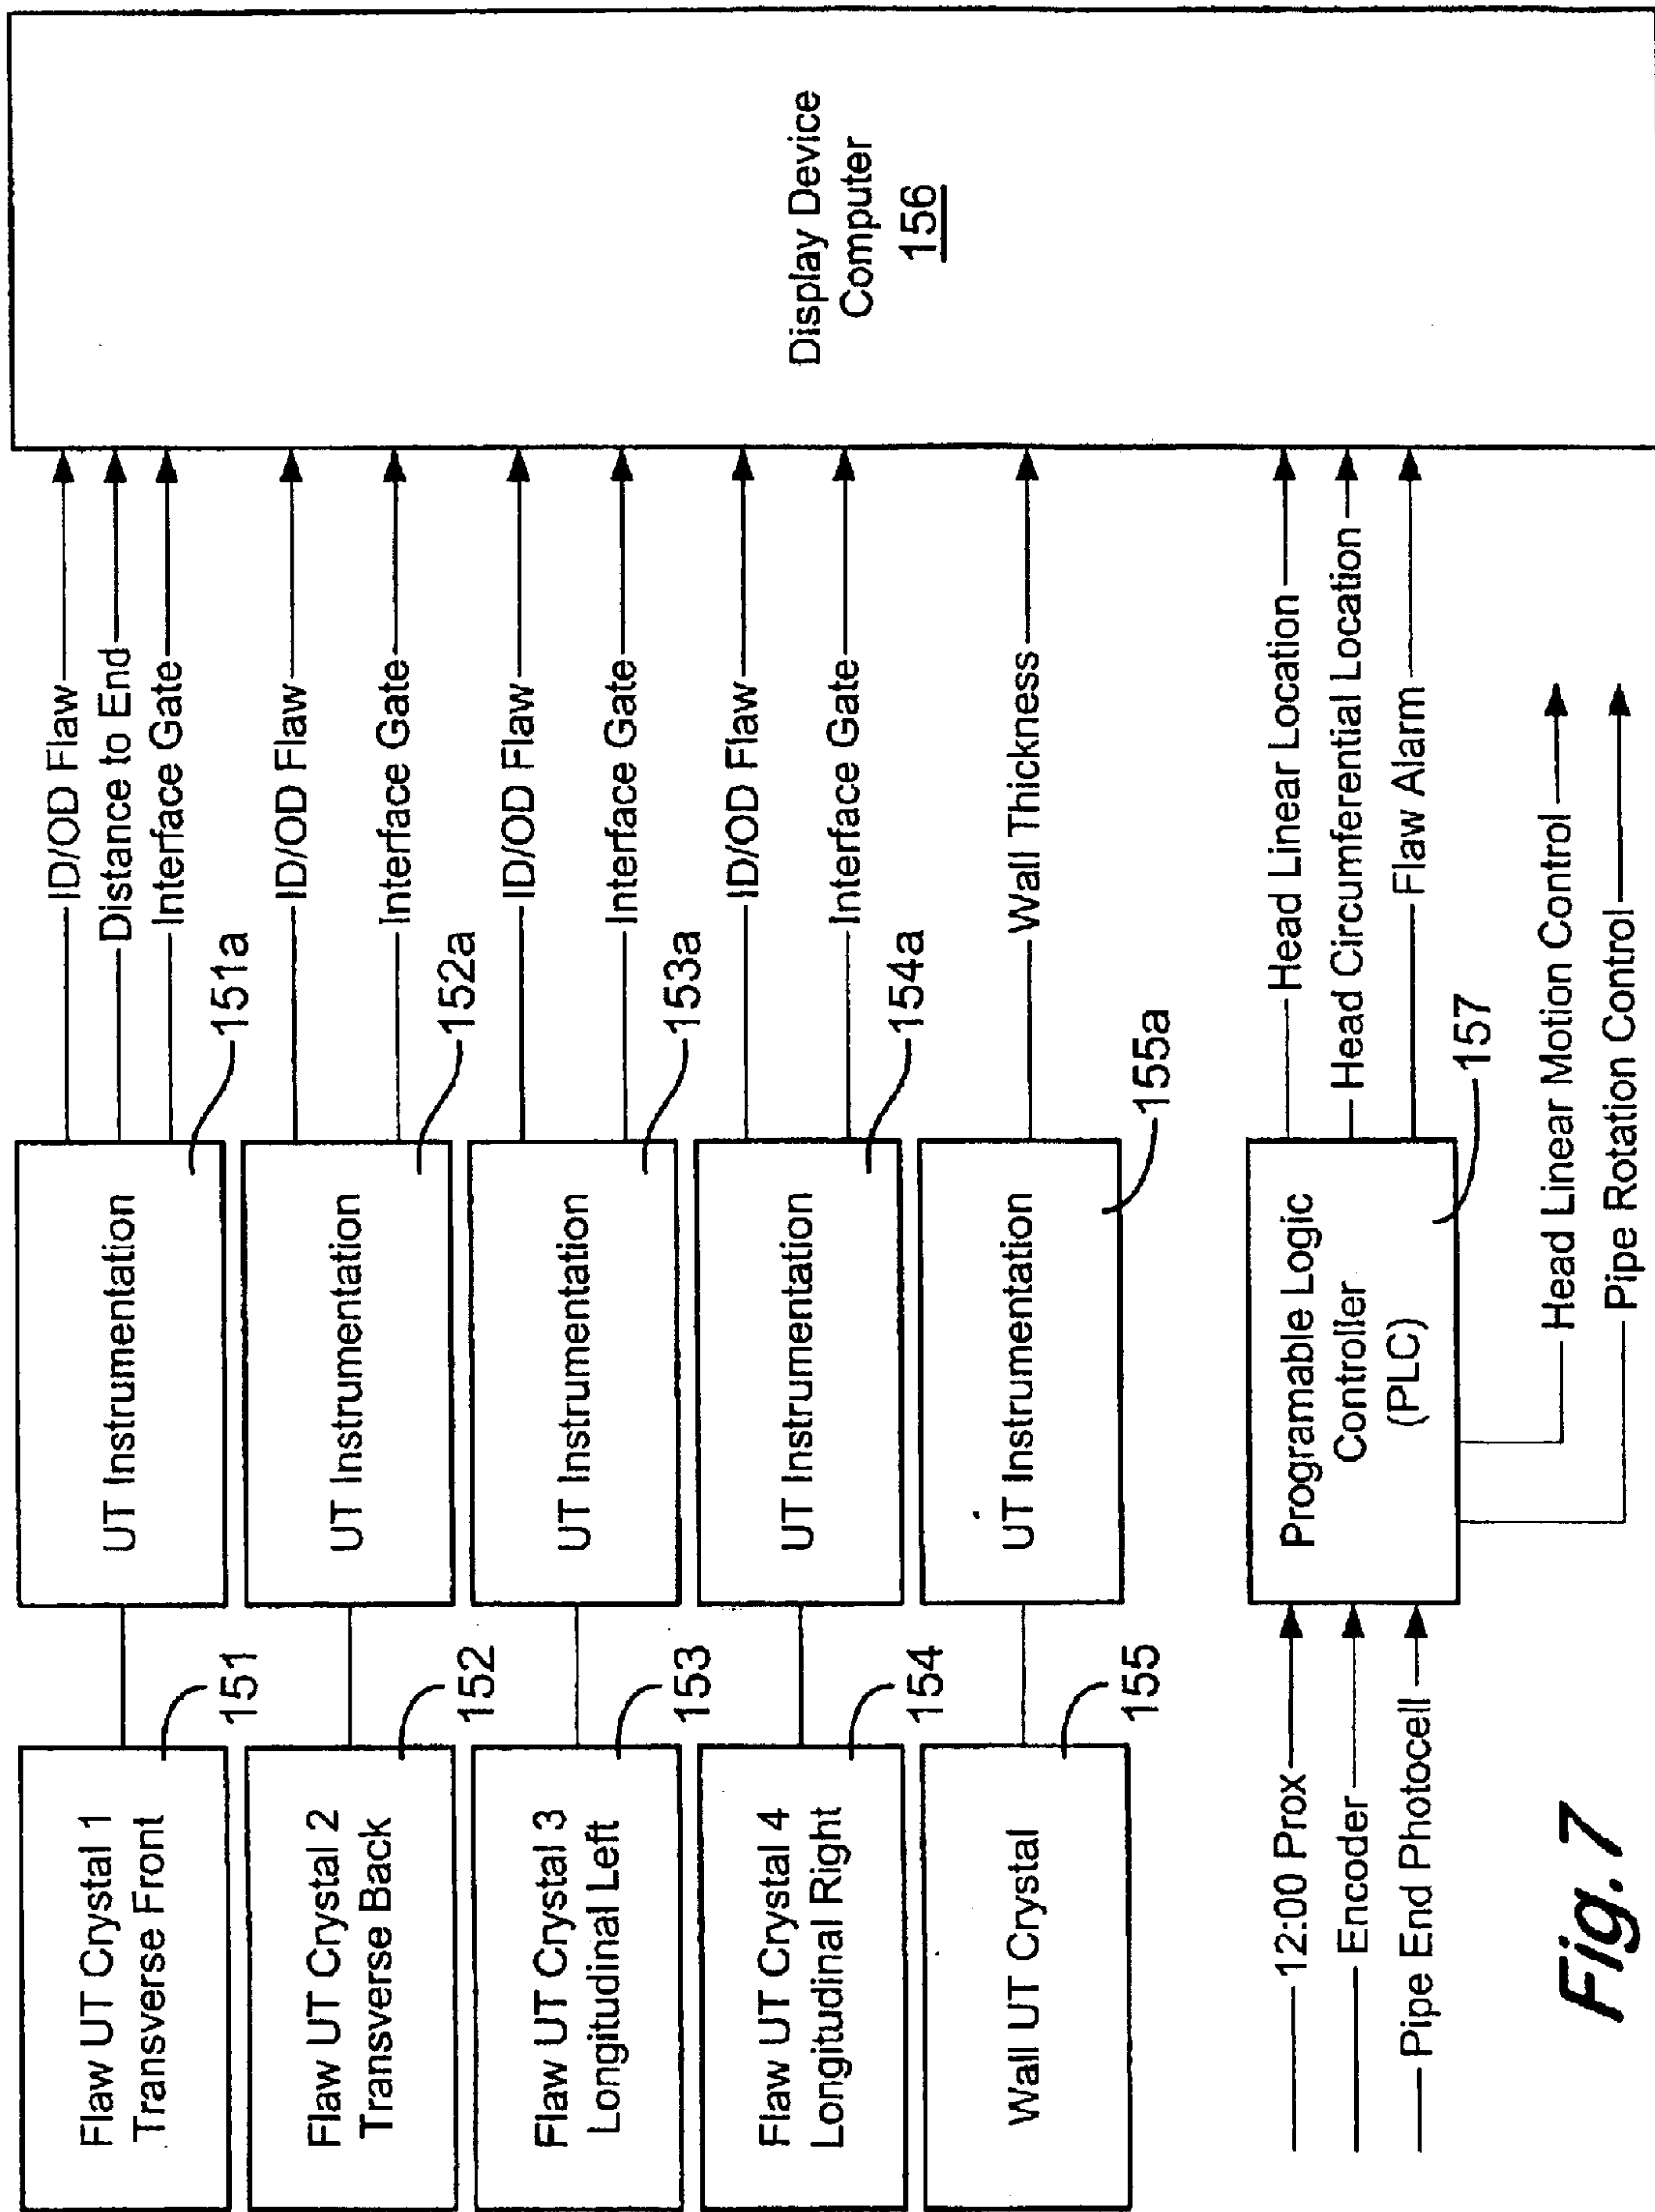 Flaw UT Crystal 1
Transverse Front
151
UT Instrumentation
151a
ID/OD Flaw
Distance to End
Interface Gate
Flaw UT Crystal 2
Transverse Back
152
UT Instrumentation
152a
ID/OD Flaw
Interface Gate
Flaw UT Crystal 3
Longitudinal Left
153
UT Instrumentation
153a
ID/OD Flaw
Interface Gate
Flaw UT Crystal 4
Longitudinal Right
154
UT Instrumentation
154a
ID/OD Flaw
Interface Gate
Wall UT Crystal
155
UT Instrumentation
155a
Wall Thickness
Display Device
Computer
156
12:00 Prox
Encoder
Pipe End Photocell
Programable Logic
Controller
(PLC)
157
Head Linear Location
Head Circumferential Location
Flaw Alarm
Head Linear Motion Control
Pipe Rotation Control
Fig. 7